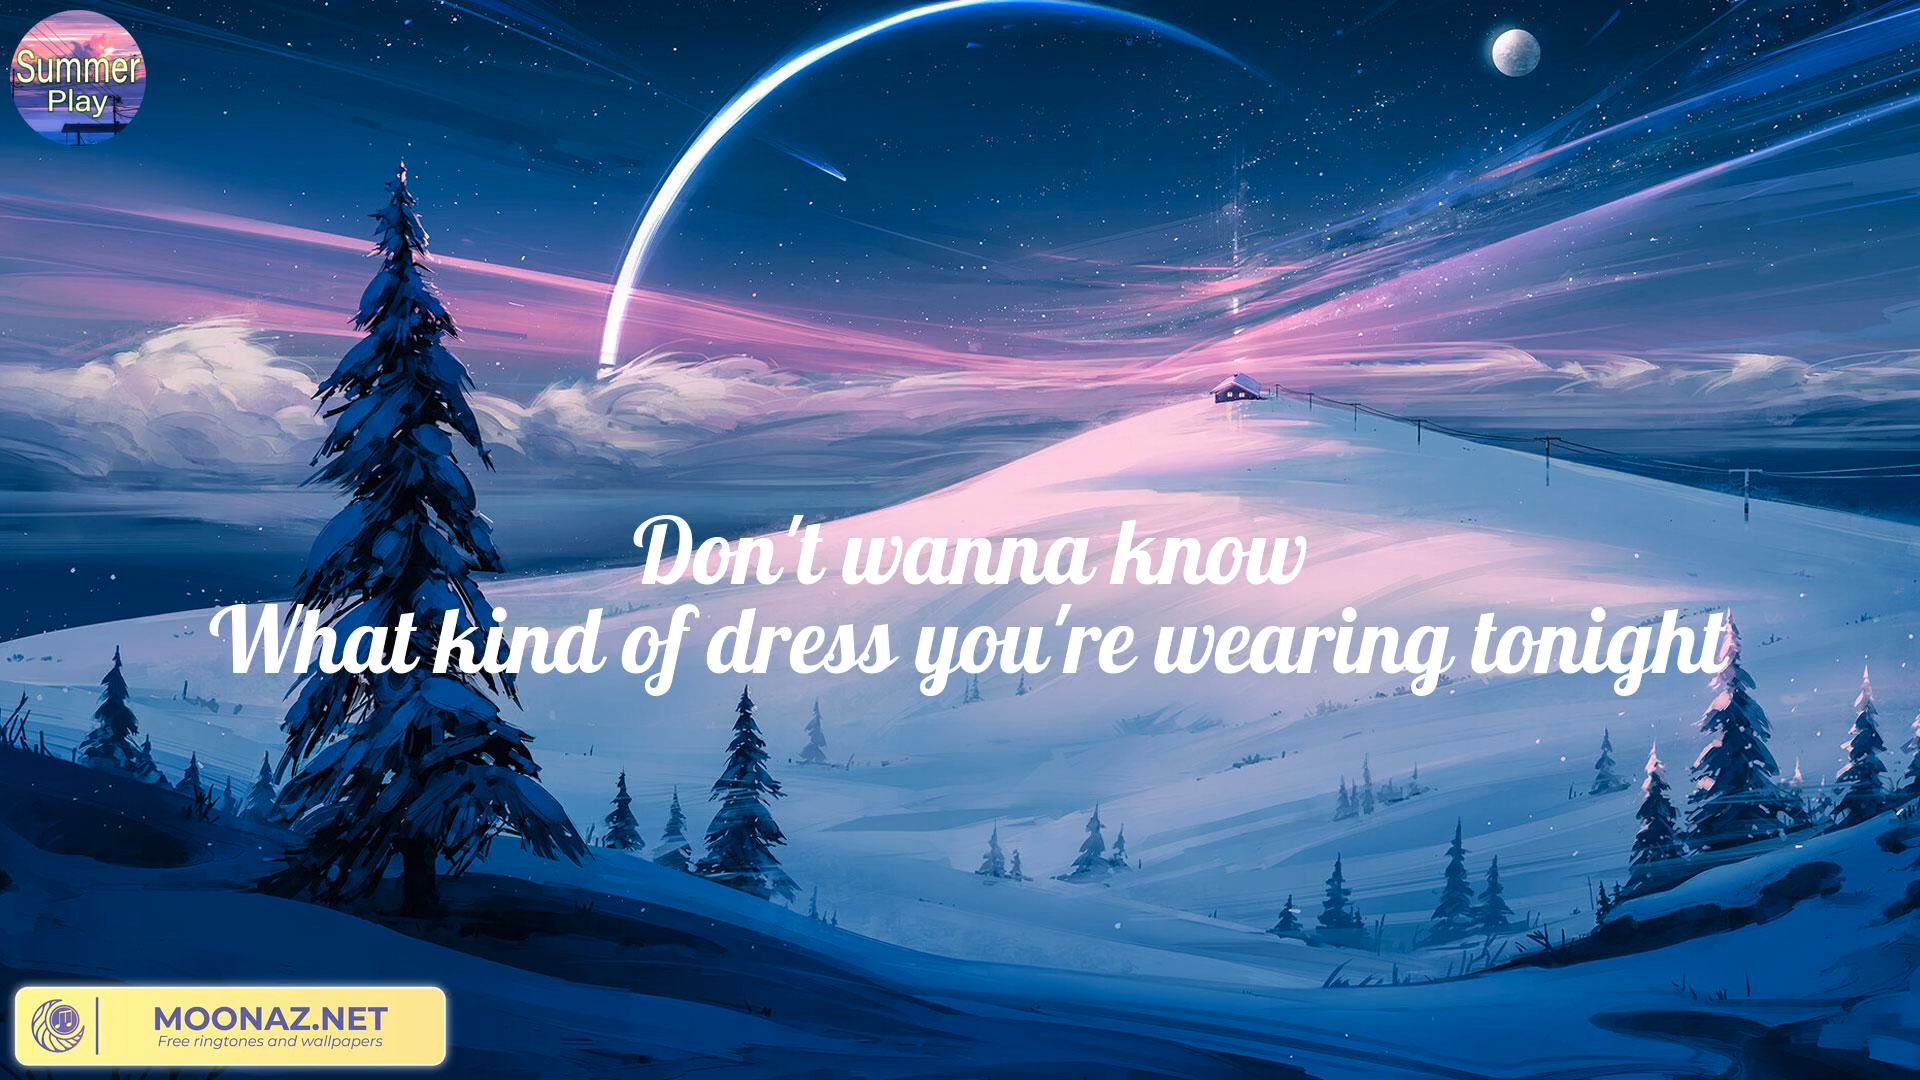 Summer
Play
Don't wanna know
What kind of dress you're wearing tonight
MOONAZ.NET
Free ringtones and wallpapers